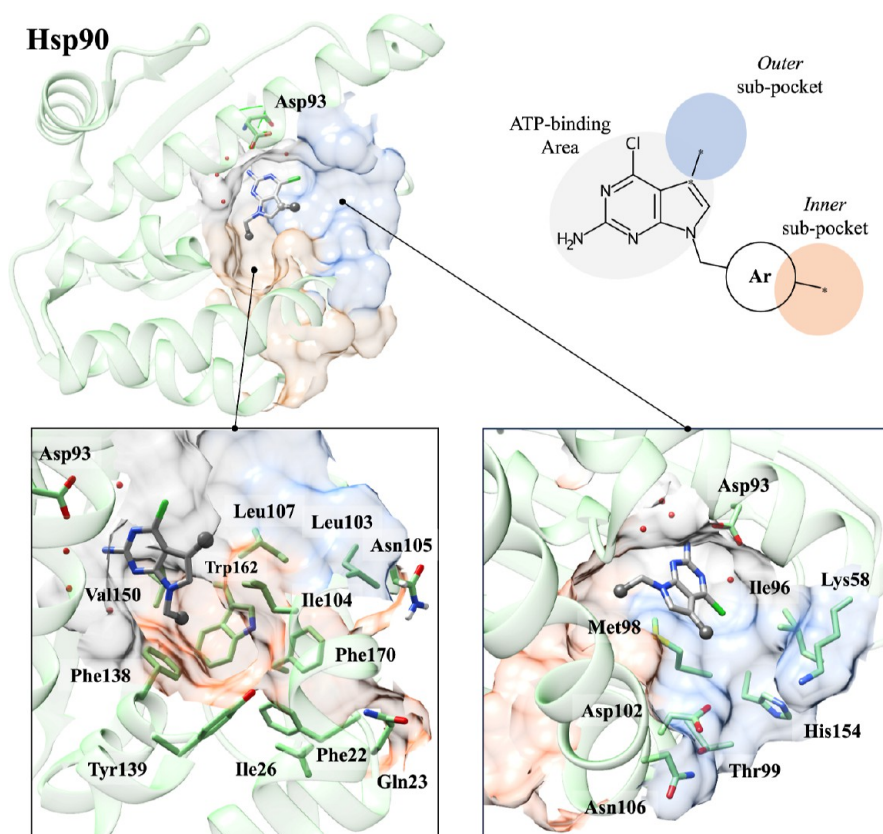 Hsp90
Asp93
Outer
sub-pocket
ATP-binding
Area
Cl
N
N
H₂N
N
Inner
sub-pocket
Ar
*
*
Asp93
Leu107
Leu103
Asn105
Trp162
Val150
Ile104
Phe138
Phe170
Tyr139
Ile26
Phe22
Gln23
Asp93
Ile96
Lys58
Met98
Asp102
His154
Thr99
Asn106